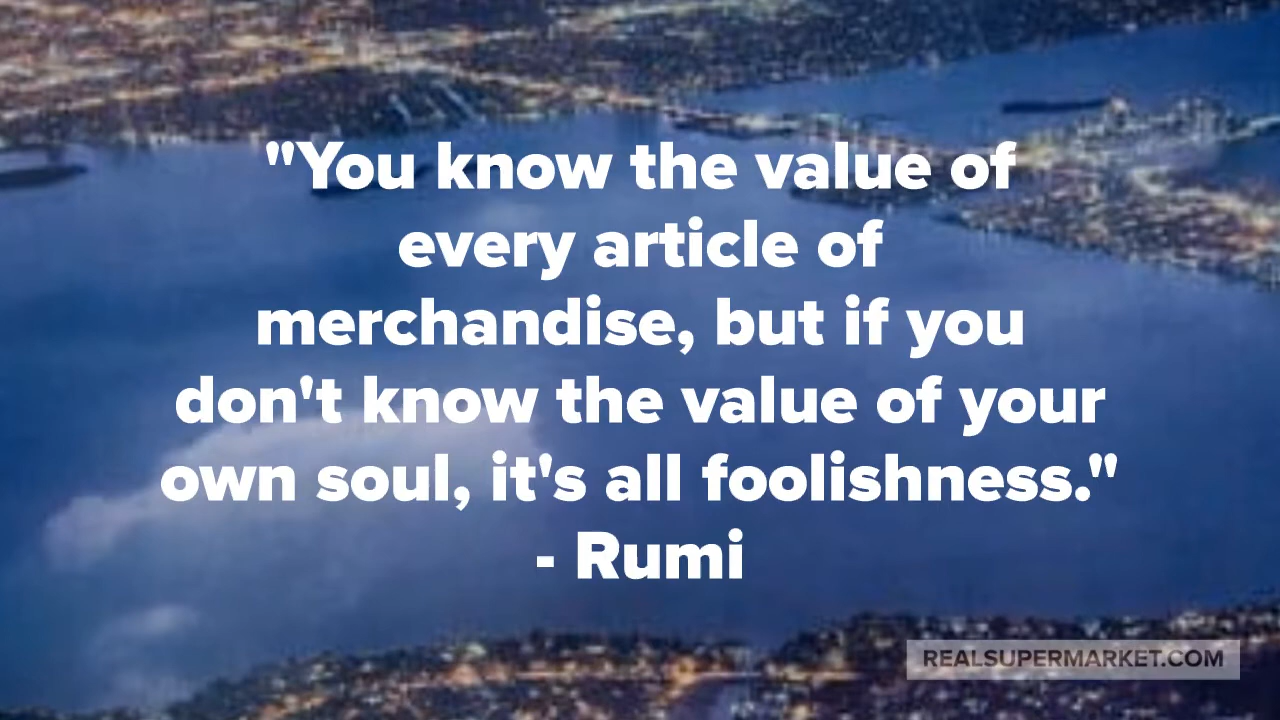 "You know the value of
every article of
merchandise, but if you
don't know the value of your
own soul, it's all foolishness."
- Rumi
REALSUPERMARKET.COM